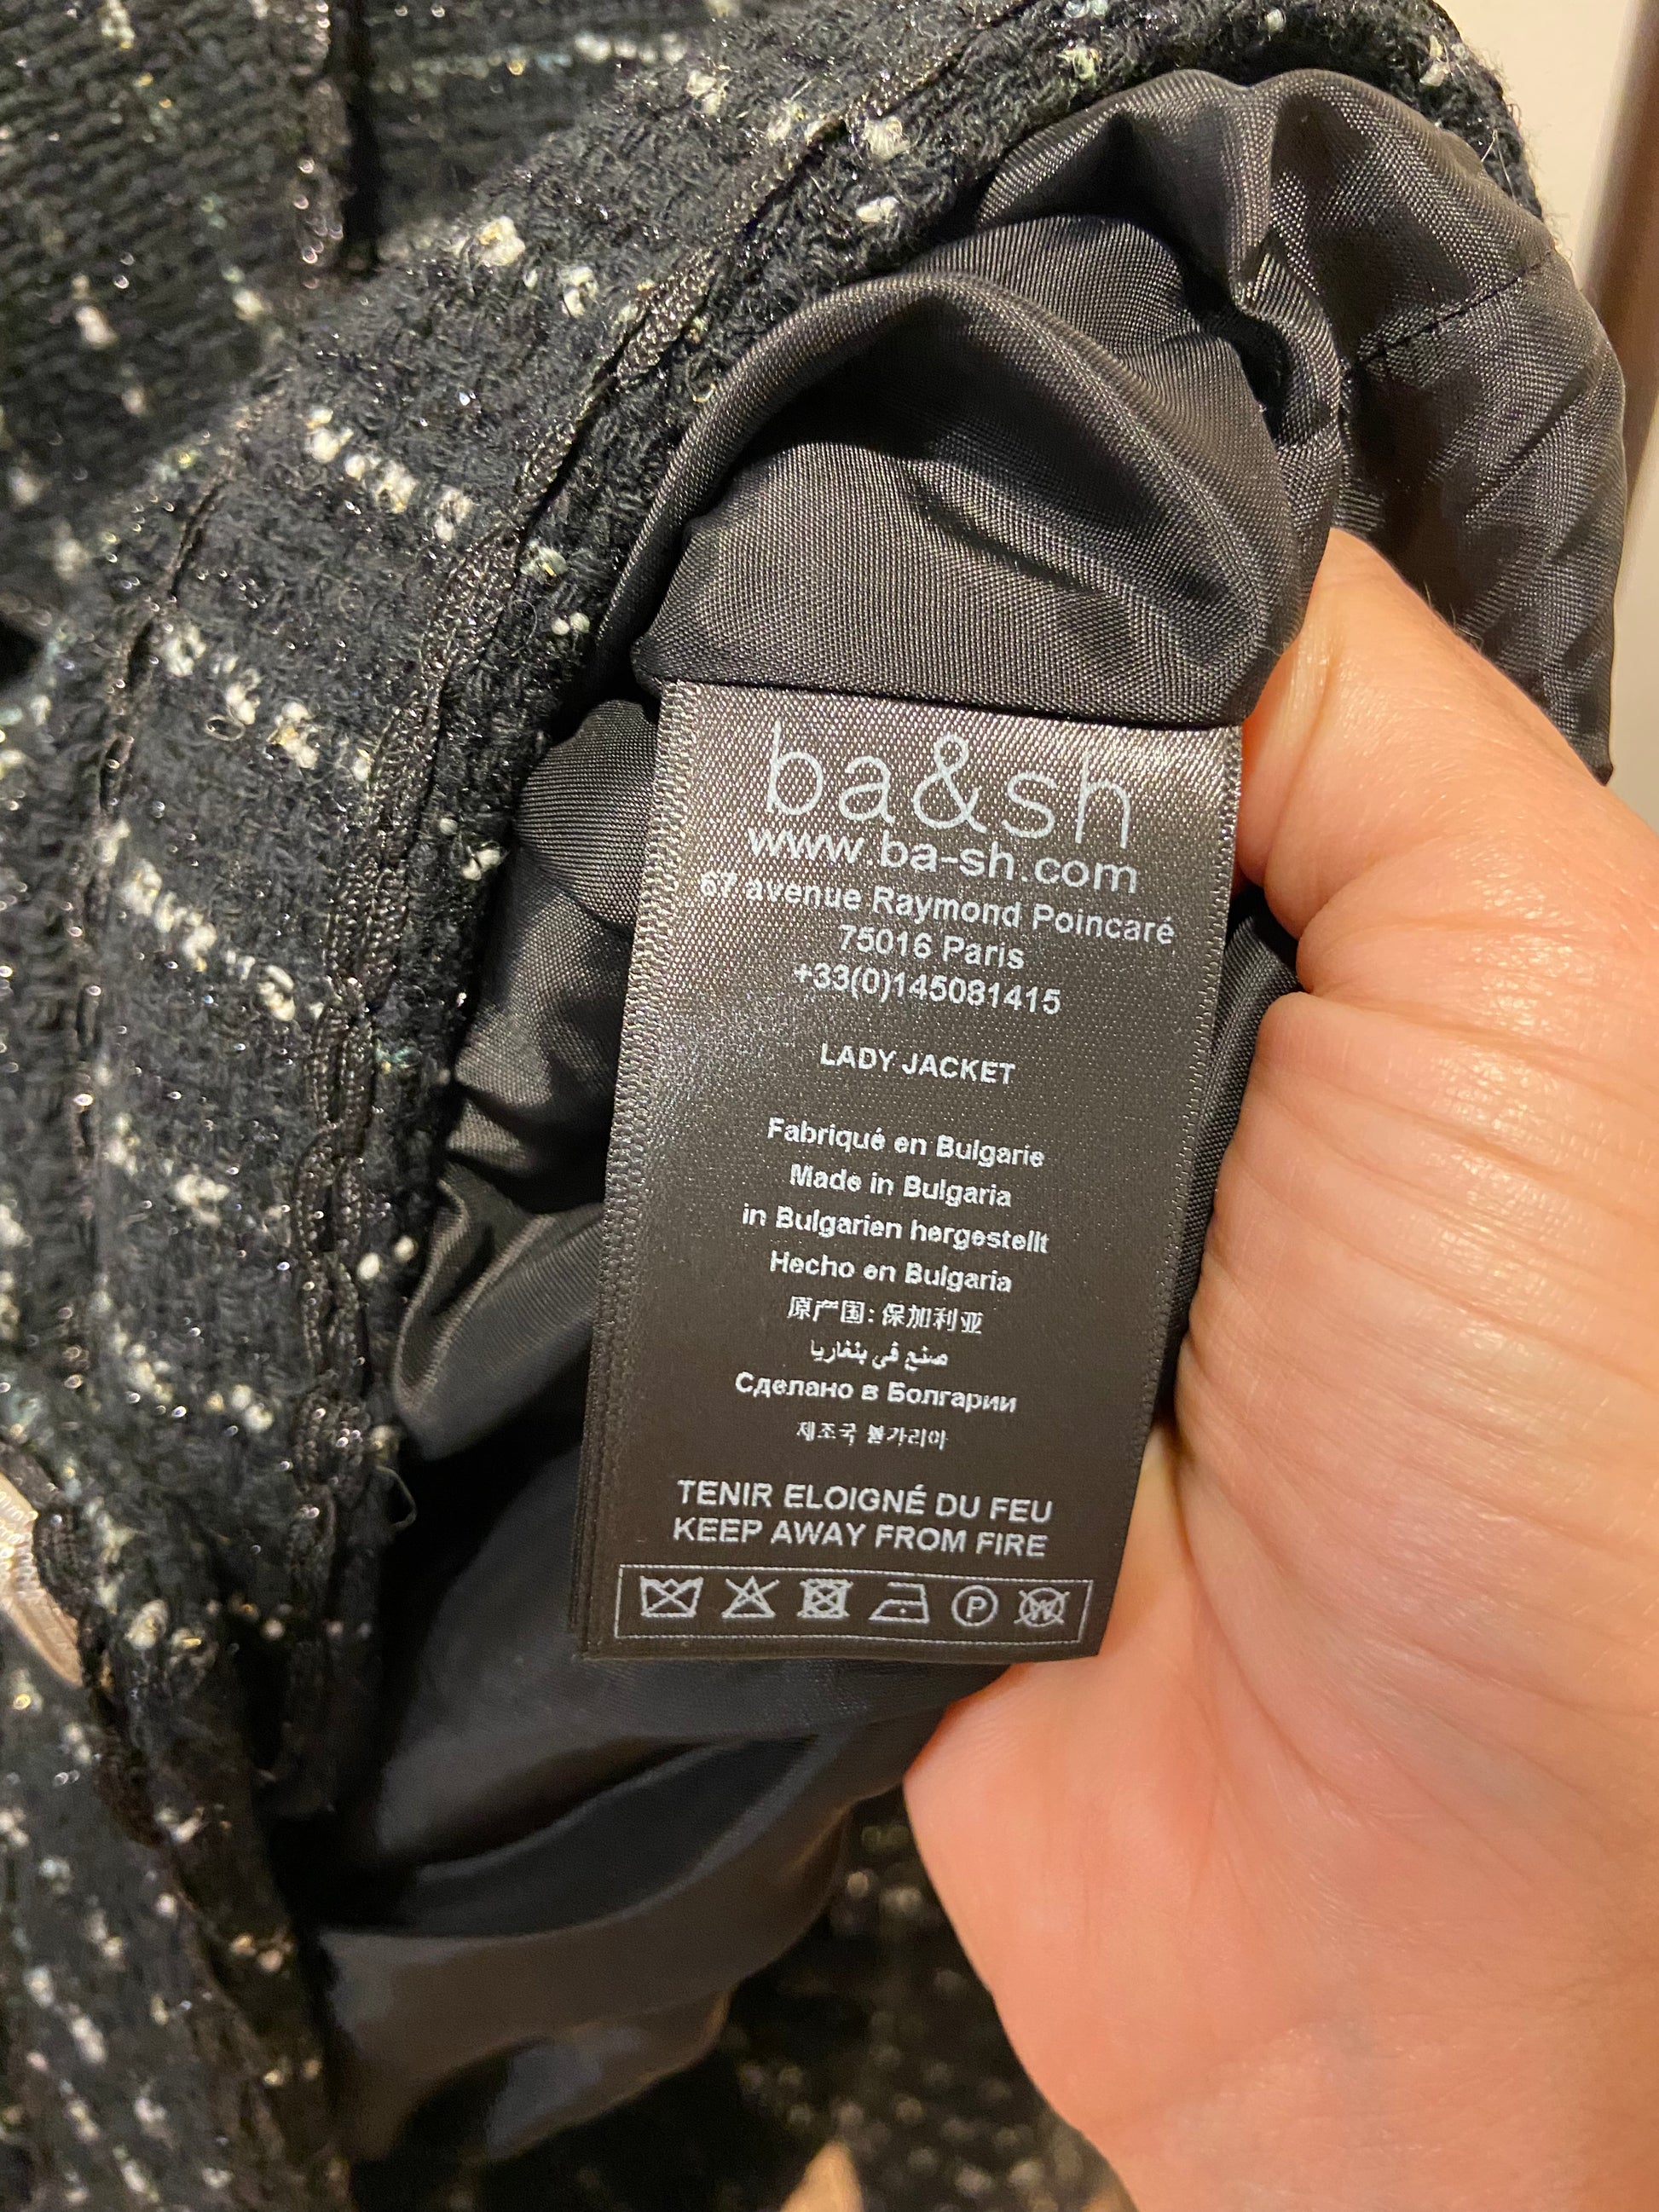 ba&sh
www.ba-sh.com
67 avenue Raymond Poincaré
75016 Paris
+33(0)145081415
LADY JACKET
Fabriqué en Bulgarie
Made in Bulgaria
in Bulgarien hergestellt
Hecho en Bulgaria
原产国: 保加利亚
صنع في بنغاريا
Сделано в Болгарии
제조국 불가리아
TENIR ELOIGNÉ DU FEU
KEEP AWAY FROM FIRE
P W